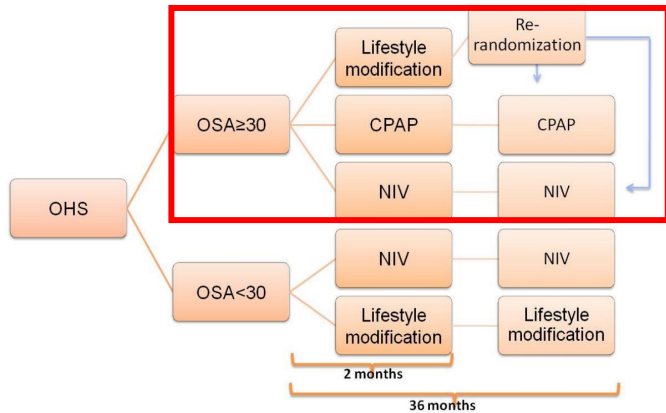 Re-
randomization
Lifestyle
modification
OSA≥30
CPAP
CPAP
NIV
NIV
OHS
NIV
NIV
OSA<30
Lifestyle
modification
Lifestyle
modification
2 months
36 months